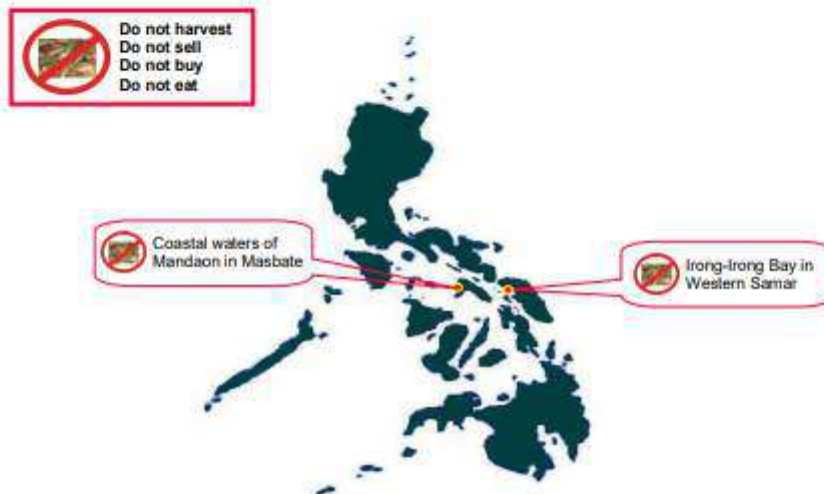 Do not harvest
Do not sell
Do not buy
Do not eat
Coastal waters of
Mandaon in Masbate
Irong-Irong Bay in
Western Samar